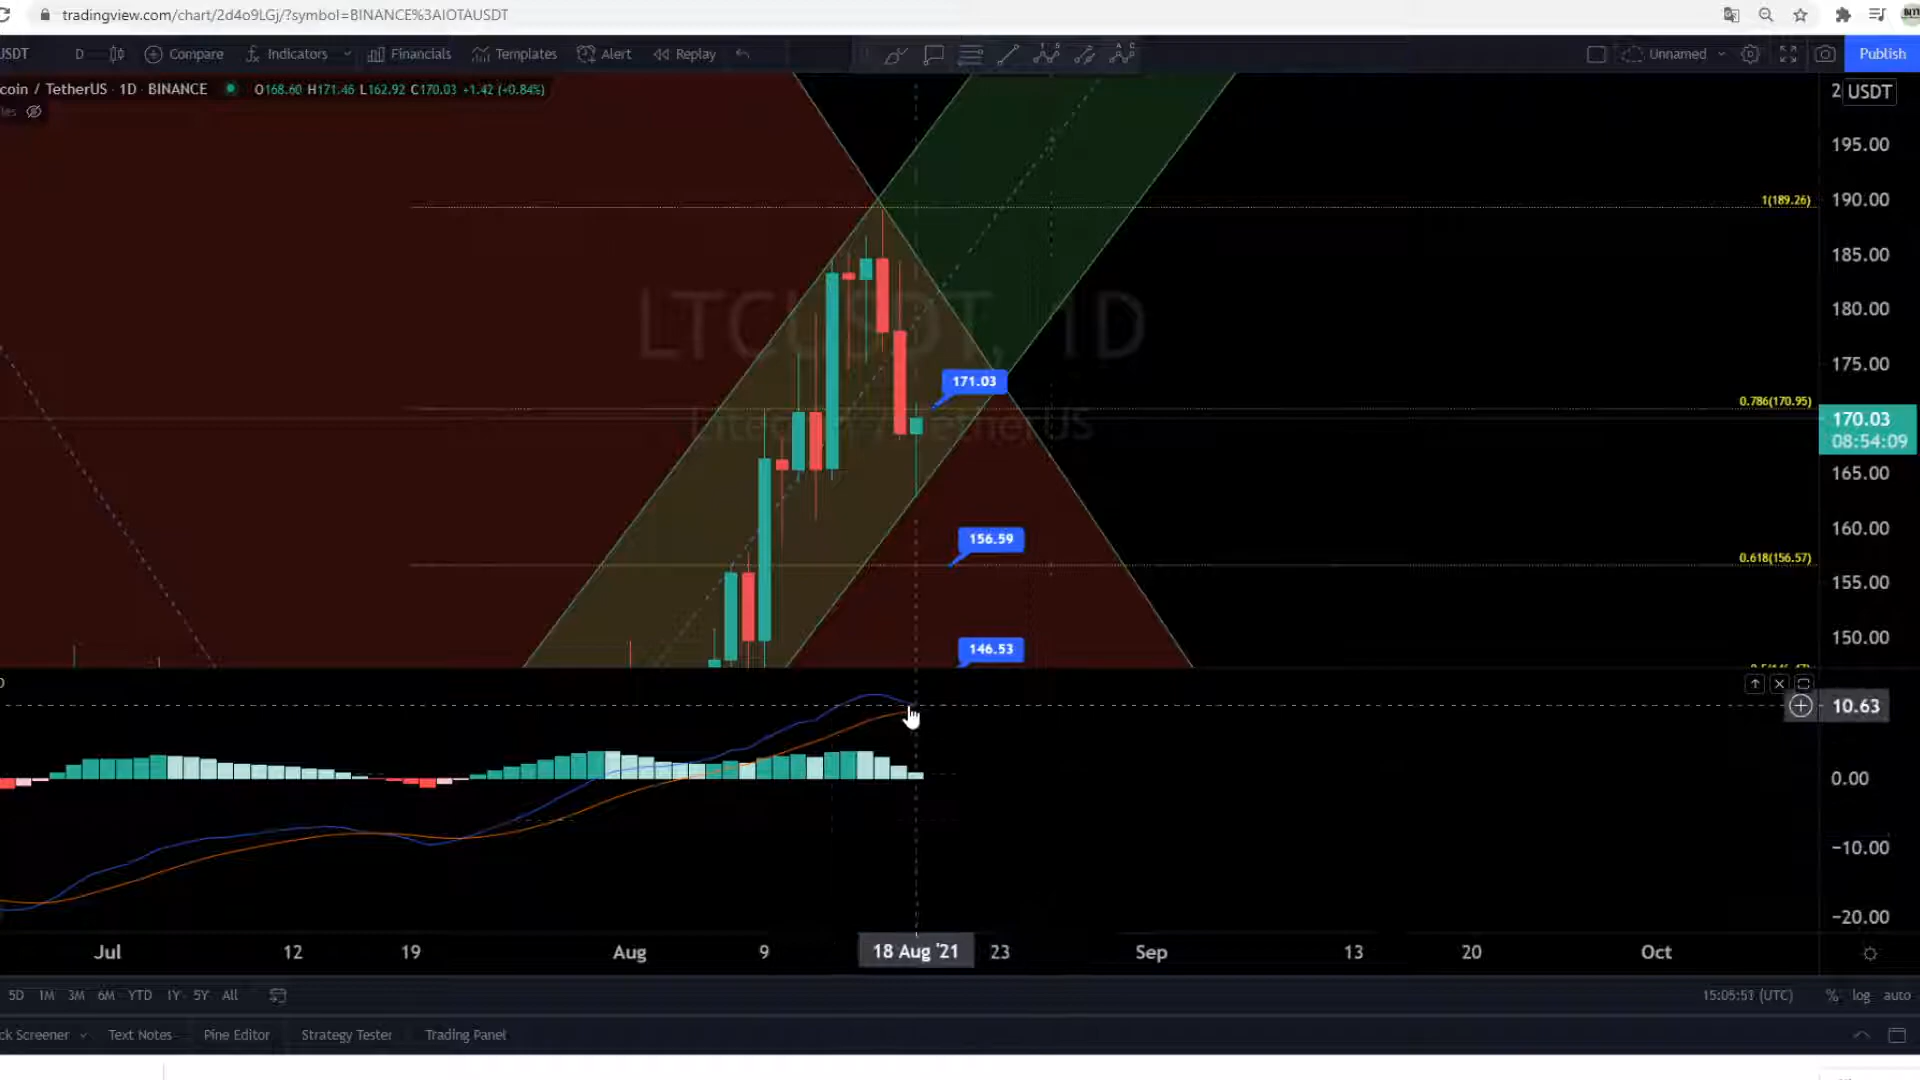 tradingview.com/chart/2d4o9LGj/?symbol=BINANCE%3AIOTAUSDT
USDT D Compare Indicators Financials Templates Alert Replay Unnamed Publish
coin / TetherUS · 1D · BINANCE O168.60 H171.46 L162.92 C170.03 +1.42 (+0.84%)
2 USDT
195.00
1(189.26) 190.00
185.00
LTCUSDT, 1D
180.00
175.00
171.03
0.786(170.95)
Litecoin / TetherUS
170.03
08:54:09
165.00
156.59
160.00
0.618(156.57)
155.00
146.53
150.00
10.63
0.00
−10.00
−20.00
Jul 12 19 Aug 9 18 Aug '21 23 Sep 13 20 Oct
5D 1M 3M 6M YTD 1Y 5Y All 15:05:51 (UTC) % log auto
ck Screener Text Notes Pine Editor Strategy Tester Trading Panel